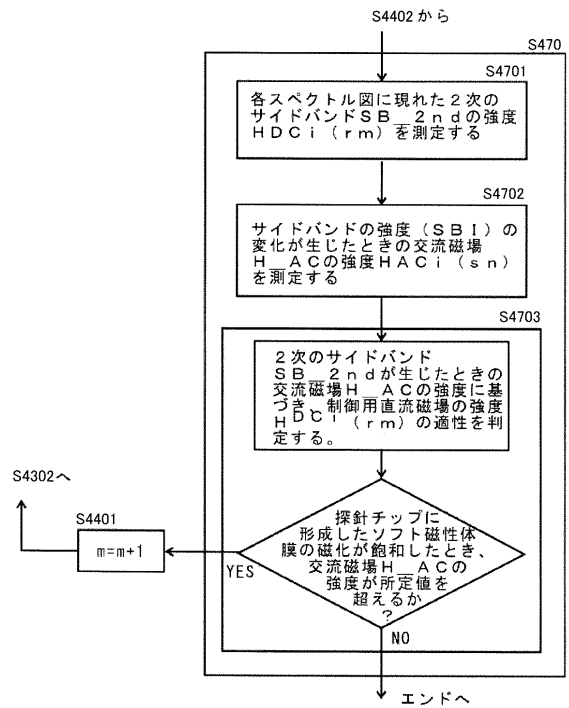 S4402から
S470
S4701
各スペクトル図に現れた2次の
サイドバンドSB__2ndの強度
HDCi(rm)を測定する
S4702
サイドバンドの強度(SBI)の
変化が生じたときの交流磁場
H__ACの強度HACi(sn)
を測定する
S4703
2次のサイドバンド
SB__2ndが生じたときの
交流磁場H__ACの強度に基
づき、制御用直流磁場の強度
HDCi(rm)の適性を判
定する。
S4302へ
S4401
m=m+1
YES
探針チップに
形成したソフト磁性体
膜の磁化が飽和したとき、
交流磁場H__ACの
強度が所定値を
超えるか
?
NO
エンドへ